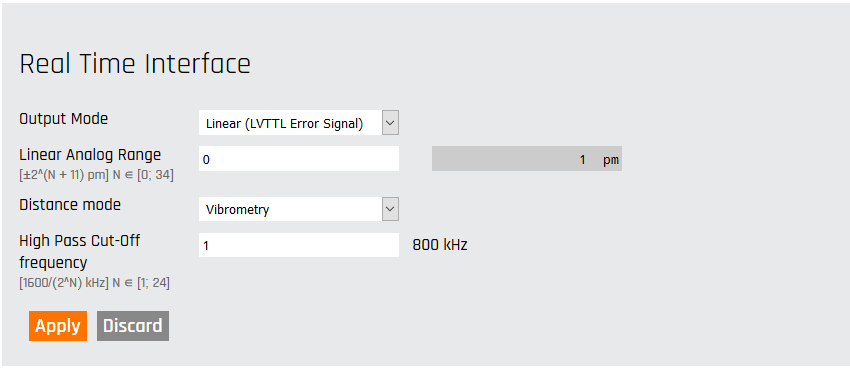 Real Time Interface
Output Mode
Linear (LVTTL Error Signal)
Linear Analog Range
0
1 pm
[±2^(N + 11) pm] N ∈ [0; 34]
Distance mode
Vibrometry
High Pass Cut-Off
frequency
1
800 kHz
[1600/(2^N) kHz] N ∈ [1; 24]
Apply Discard